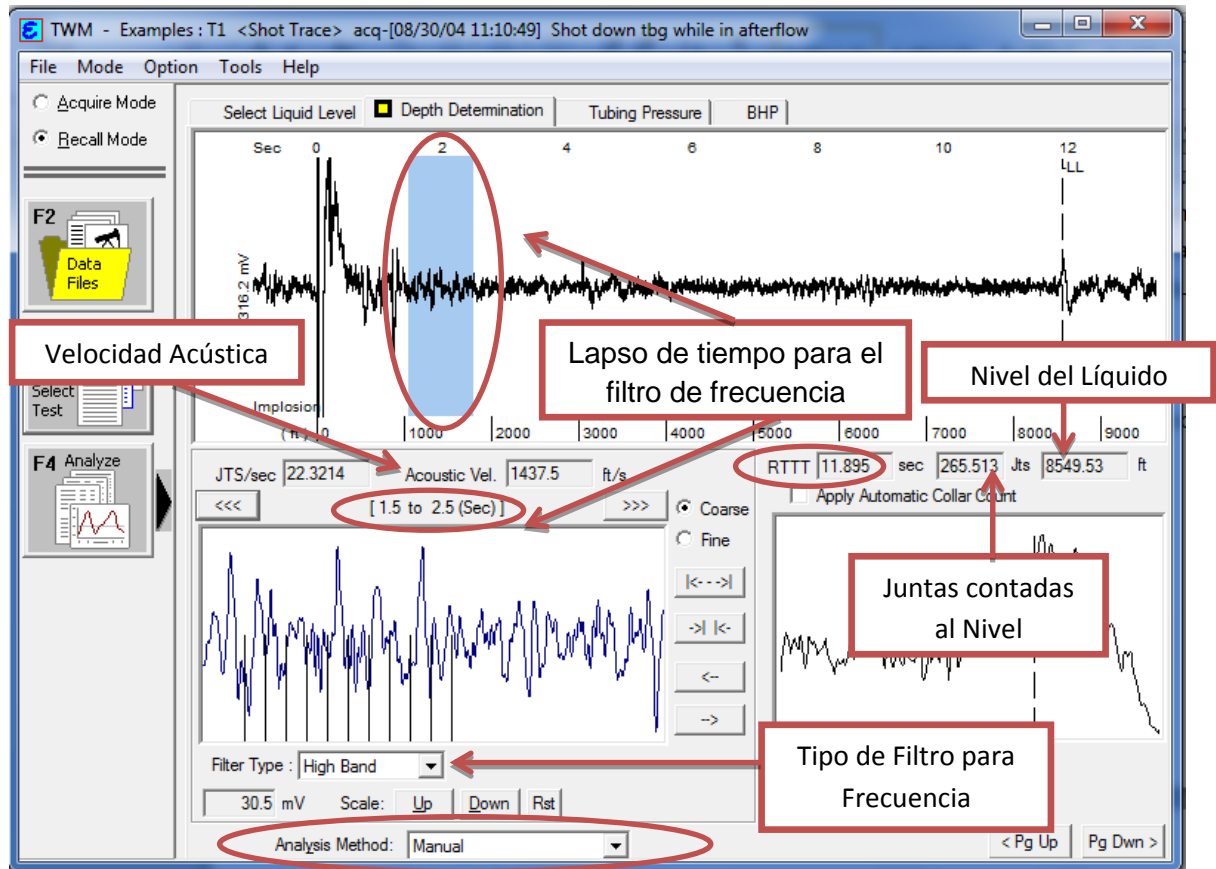 TWM - Examples : T1 <Shot Trace> acq-[08/30/04 11:10:49] Shot down tbg while in afterflow
File Mode Option Tools Help
Acquire Mode
Recall Mode
F2
Data
Files
Select
Test
F4 Analyze
Select Liquid Level Depth Determination Tubing Pressure BHP
Sec 0 2 4 6 8 10 12
LL
316.2 mV
Velocidad Acústica
Lapso de tiempo para el
filtro de frecuencia
Nivel del Líquido
Implosion
( ft ) 0 1000 2000 3000 4000 5000 6000 7000 8000 9000
JTS/sec 22.3214 Acoustic Vel. 1437.5 ft/s
RTTT 11.895 sec 265.513 Jts 8549.53 ft
<<< [ 1.5 to 2.5 (Sec) ] >>>
Apply Automatic Collar Count
Coarse
Fine
|<--->|
->| |<-
<--
-->
Juntas contadas
al Nivel
Filter Type : High Band
Tipo de Filtro para
Frecuencia
30.5 mV Scale: Up Down Rst
Analysis Method: Manual
< Pg Up Pg Dwn >